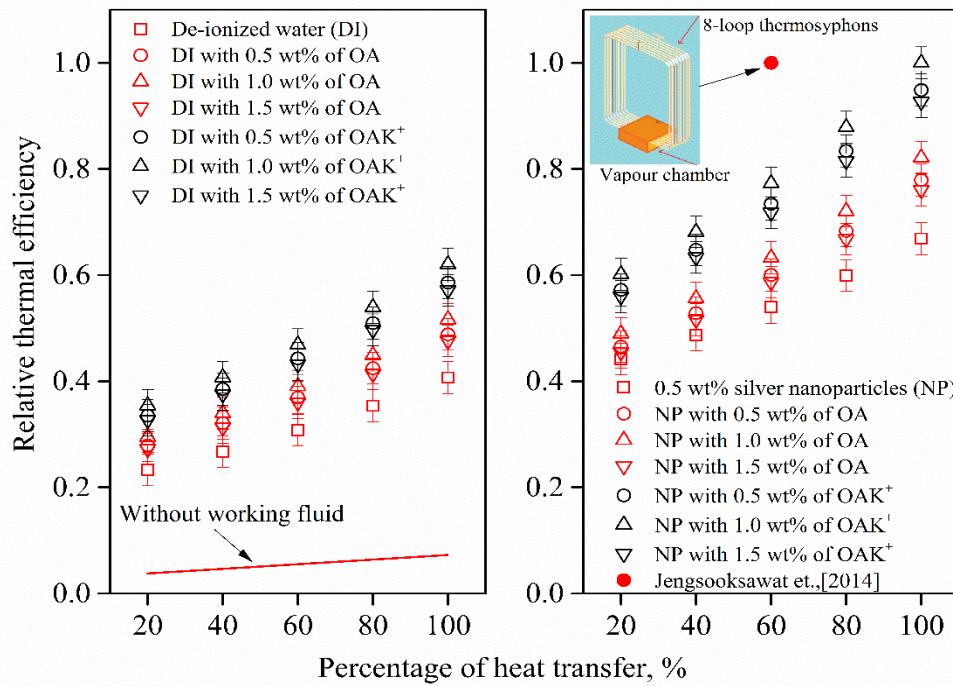 Relative thermal efficiency
1.0
0.8
0.6
0.4
0.2
0.0
De-ionized water (DI)
DI with 0.5 wt% of OA
DI with 1.0 wt% of OA
DI with 1.5 wt% of OA
DI with 0.5 wt% of OAK⁺
DI with 1.0 wt% of OAK⁺
DI with 1.5 wt% of OAK⁺
Without working fluid
20 40 60 80 100
1.0
0.8
0.6
0.4
0.2
0.0
8-loop thermosyphons
Vapour chamber
0.5 wt% silver nanoparticles (NP)
NP with 0.5 wt% of OA
NP with 1.0 wt% of OA
NP with 1.5 wt% of OA
NP with 0.5 wt% of OAK⁺
NP with 1.0 wt% of OAK⁺
NP with 1.5 wt% of OAK⁺
Jengsooksawat et.,[2014]
20 40 60 80 100
Percentage of heat transfer, %